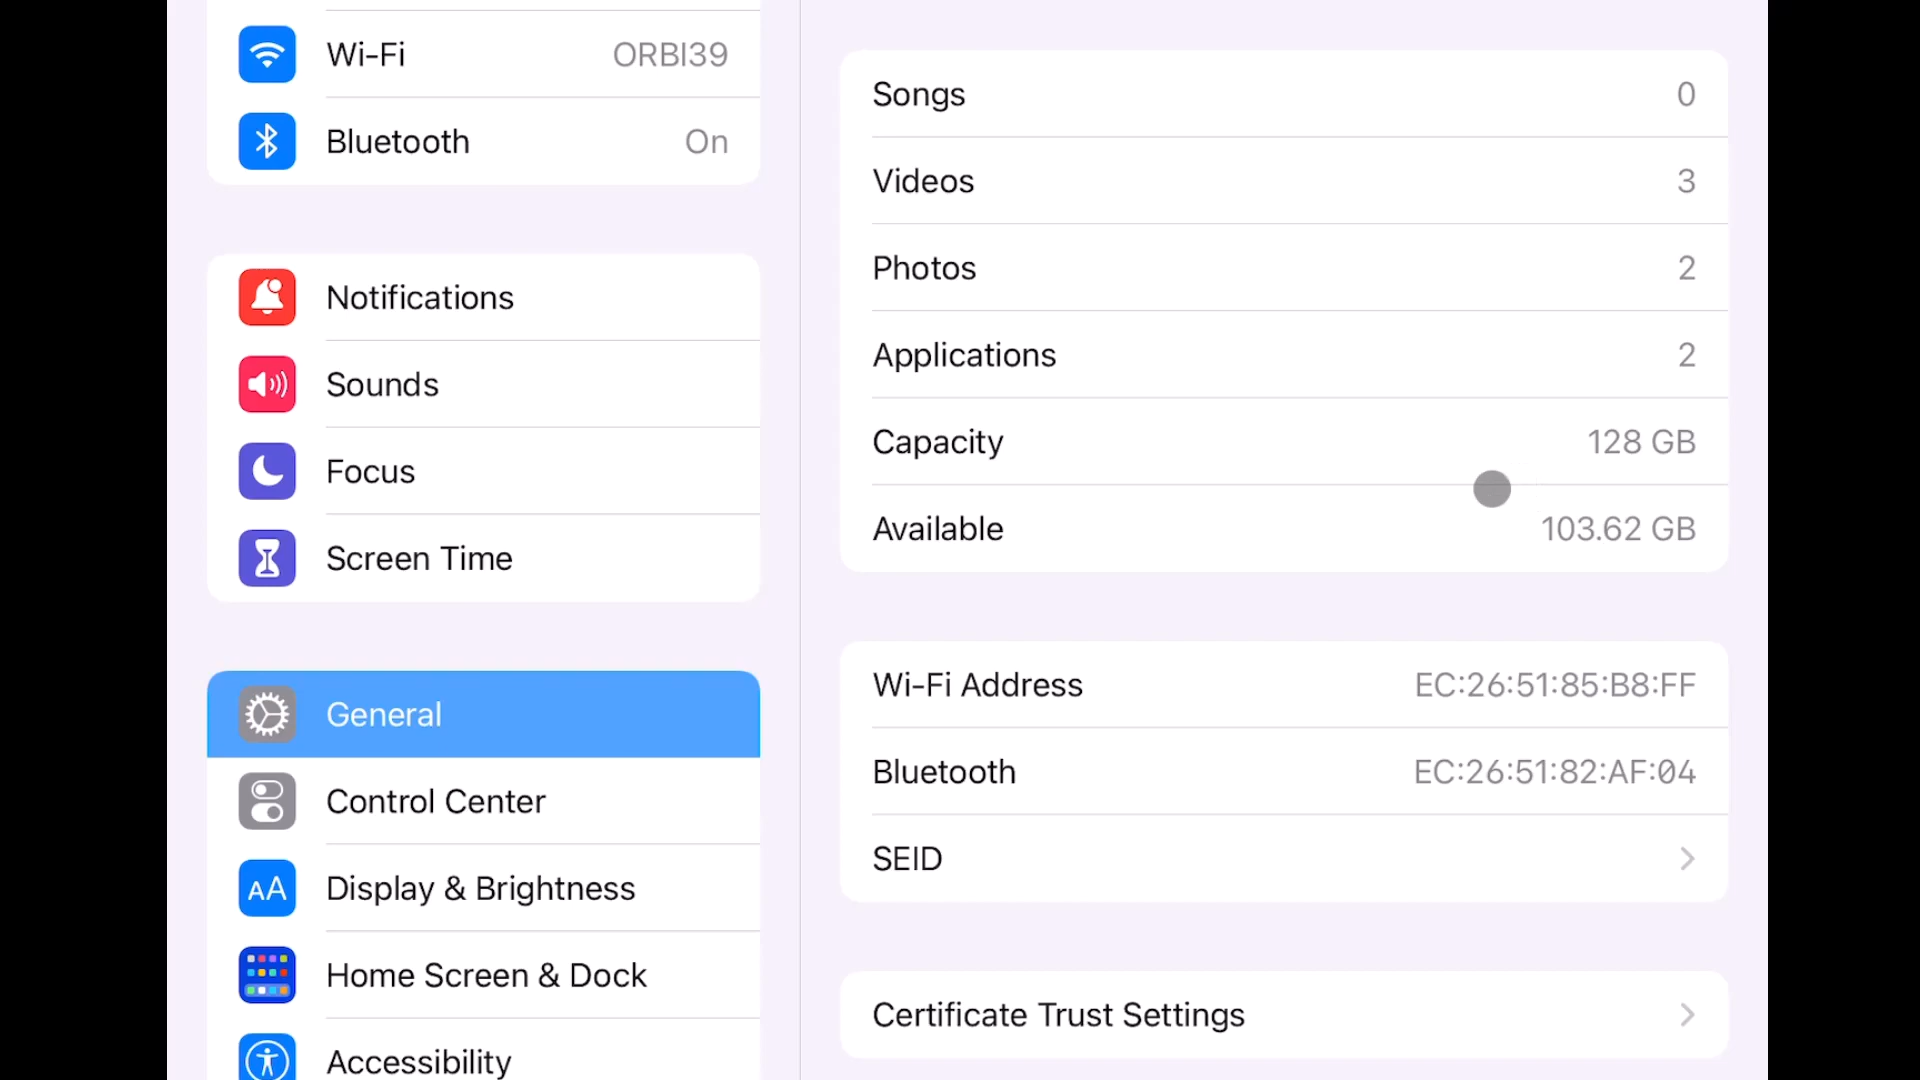 Wi-Fi ORBI39
Bluetooth On
Notifications
Sounds
Focus
Screen Time
General
Control Center
AA Display & Brightness
Home Screen & Dock
Accessibility
Songs 0
Videos 3
Photos 2
Applications 2
Capacity 128 GB
Available 103.62 GB
Wi-Fi Address EC:26:51:85:B8:FF
Bluetooth EC:26:51:82:AF:04
SEID
Certificate Trust Settings